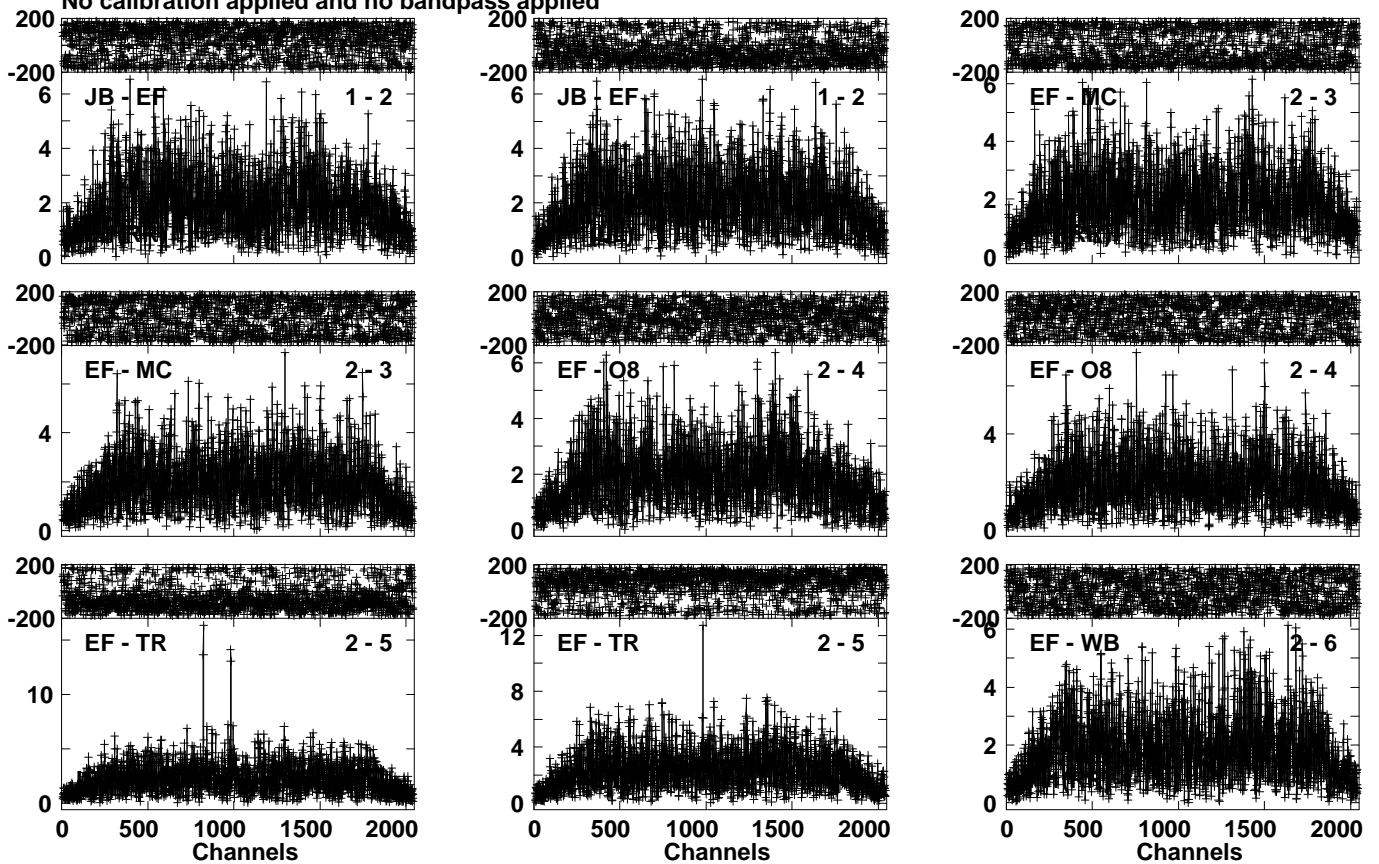 No calibration applied and no bandpass applied
200 200 200
-200 -200 -200
JB - EF 1 - 2 JB - EF 1 - 2 EF - MC 2 - 3
6 6 6
4 4 4
2 2 2
0 0 0
200 200 200
-200 -200 -200
EF - MC 2 - 3 EF - O8 2 - 4 EF - O8 2 - 4
6
4 4 4
2
0 0 0
200 200 200
-200 -200 -200
EF - TR 2 - 5 EF - TR 2 - 5 EF - WB 2 - 6
12 6
10 8 4
4 2
0 0 0
0 500 1000 1500 2000 0 500 1000 1500 2000 0 500 1000 1500 2000
Channels Channels Channels